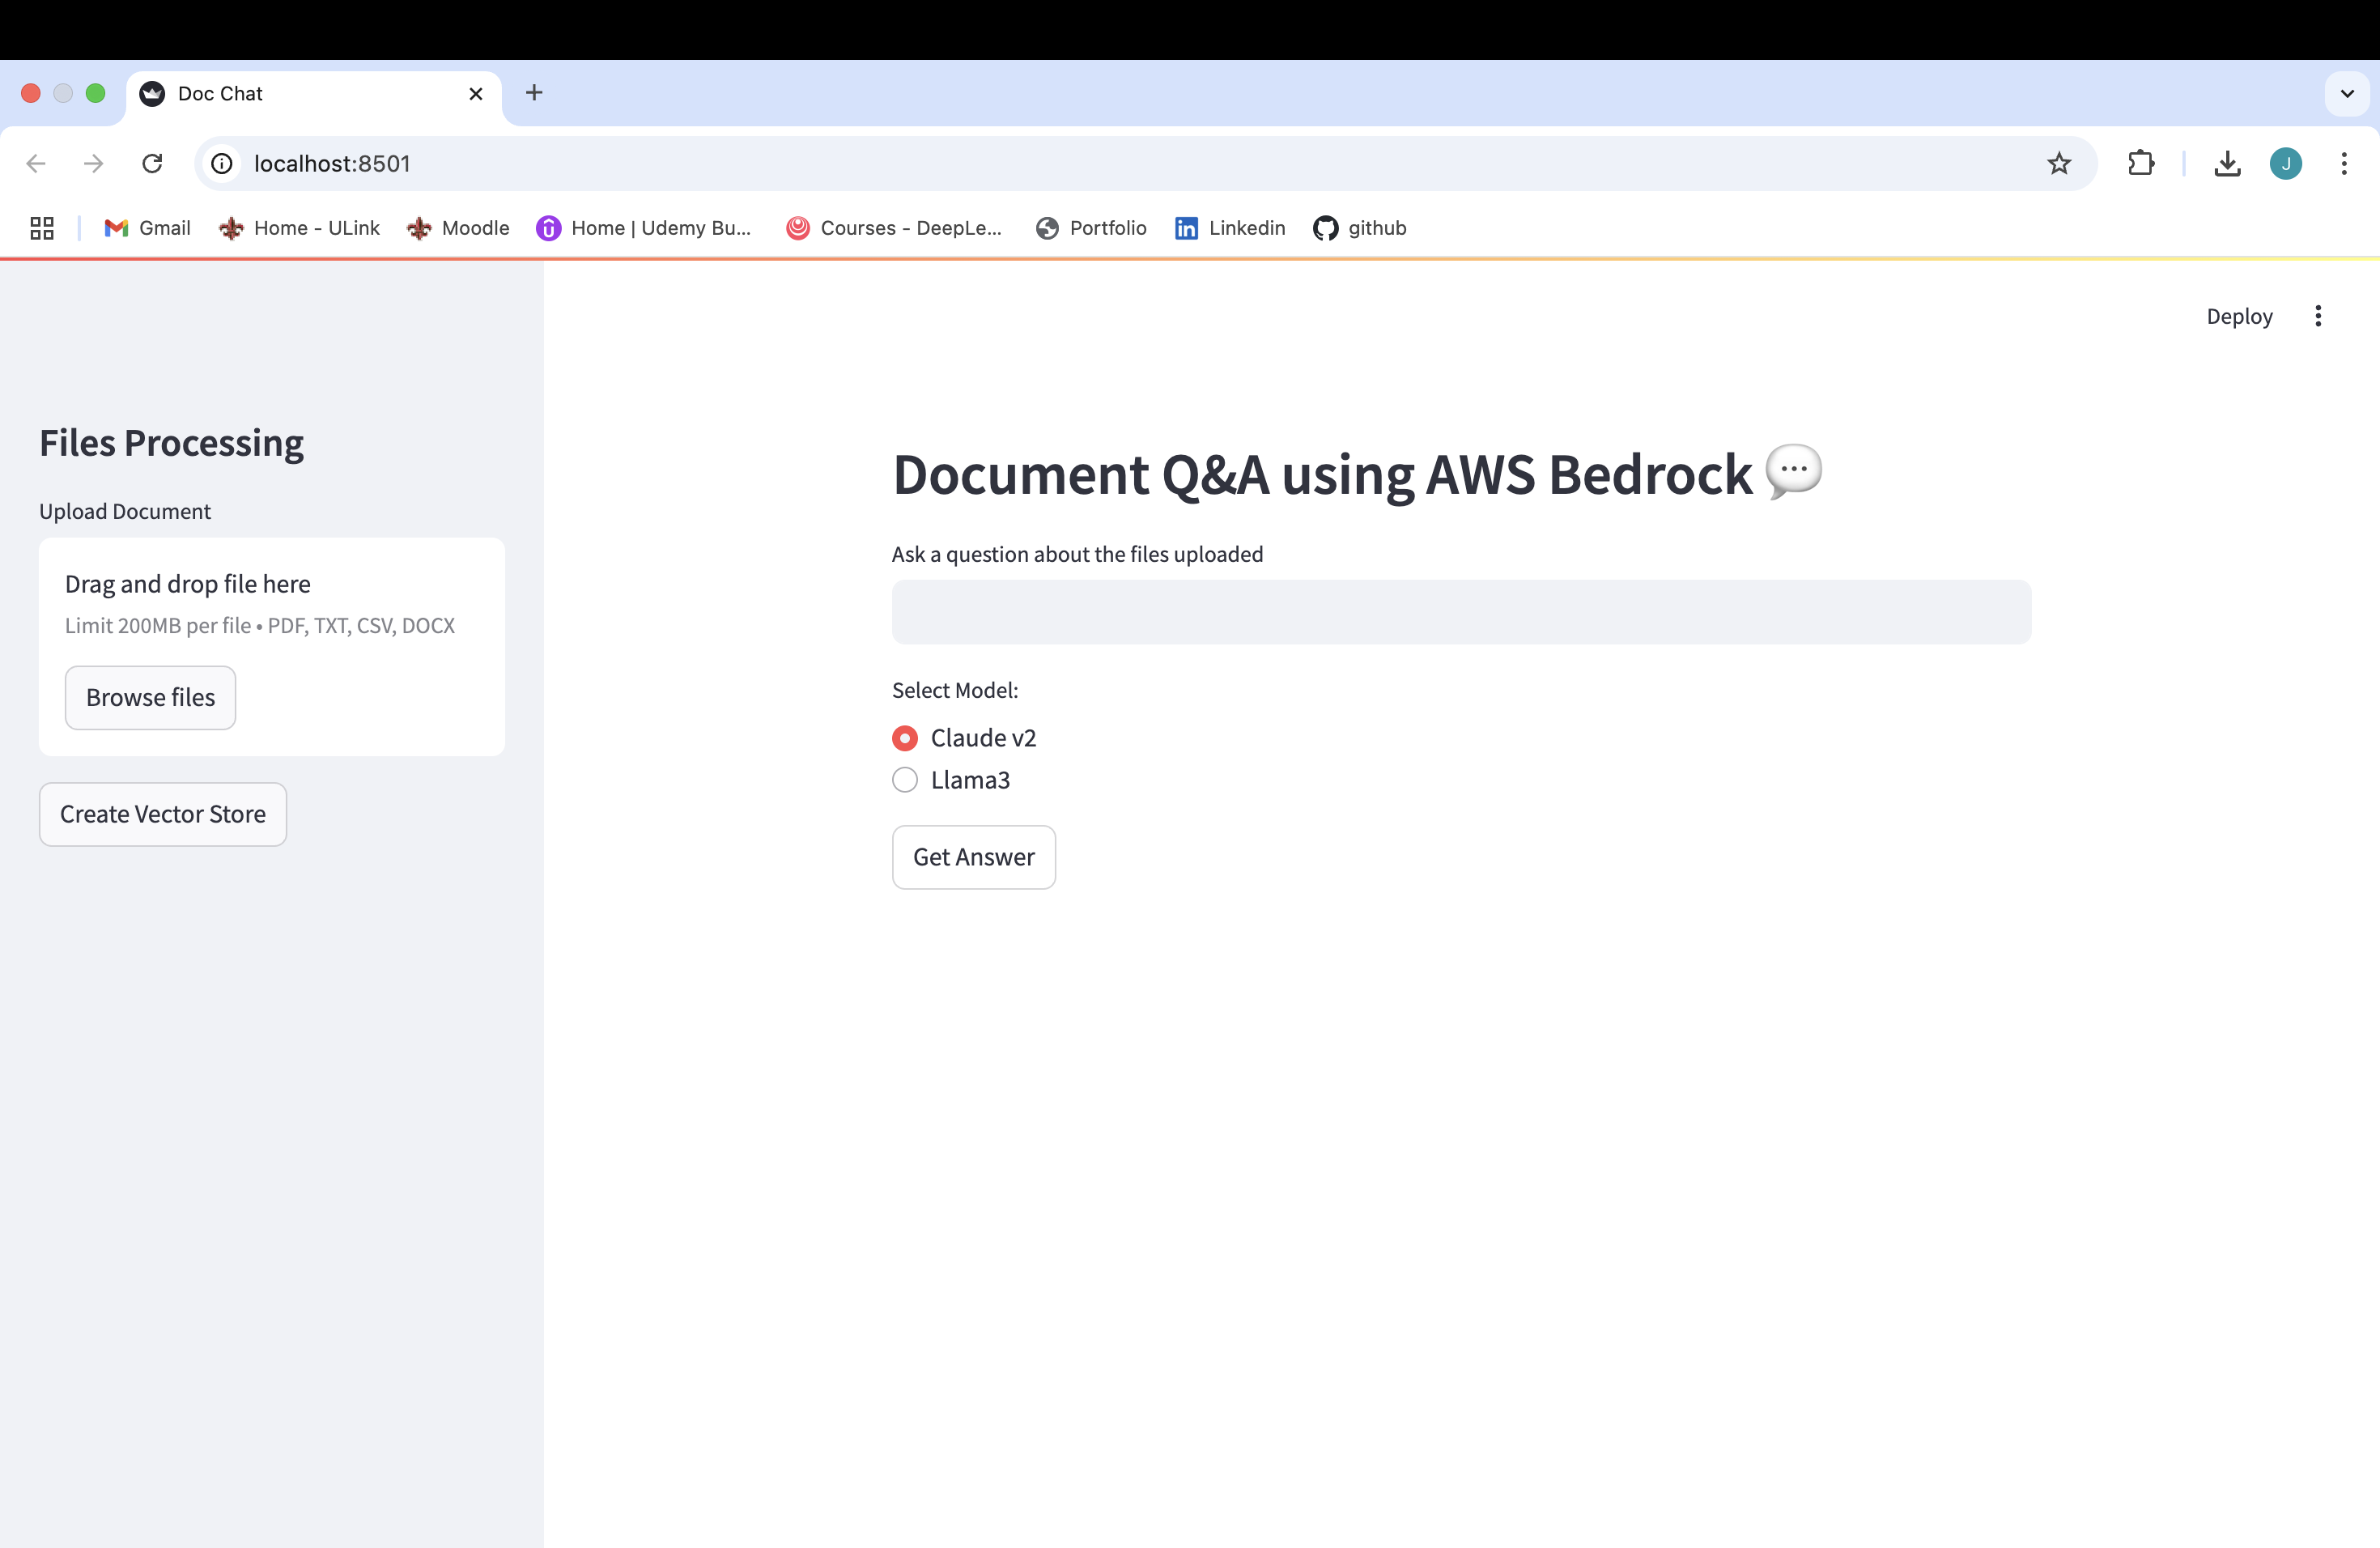 Doc Chat
localhost:8501
J
Gmail
Home - ULink
Moodle
Home | Udemy Bu...
Courses - DeepLe...
Portfolio
Linkedin
github
Deploy
Files Processing
Upload Document
Drag and drop file here
Limit 200MB per file • PDF, TXT, CSV, DOCX
Browse files
Create Vector Store
Document Q&A using AWS Bedrock 💬
Ask a question about the files uploaded
Select Model:
Claude v2
Llama3
Get Answer